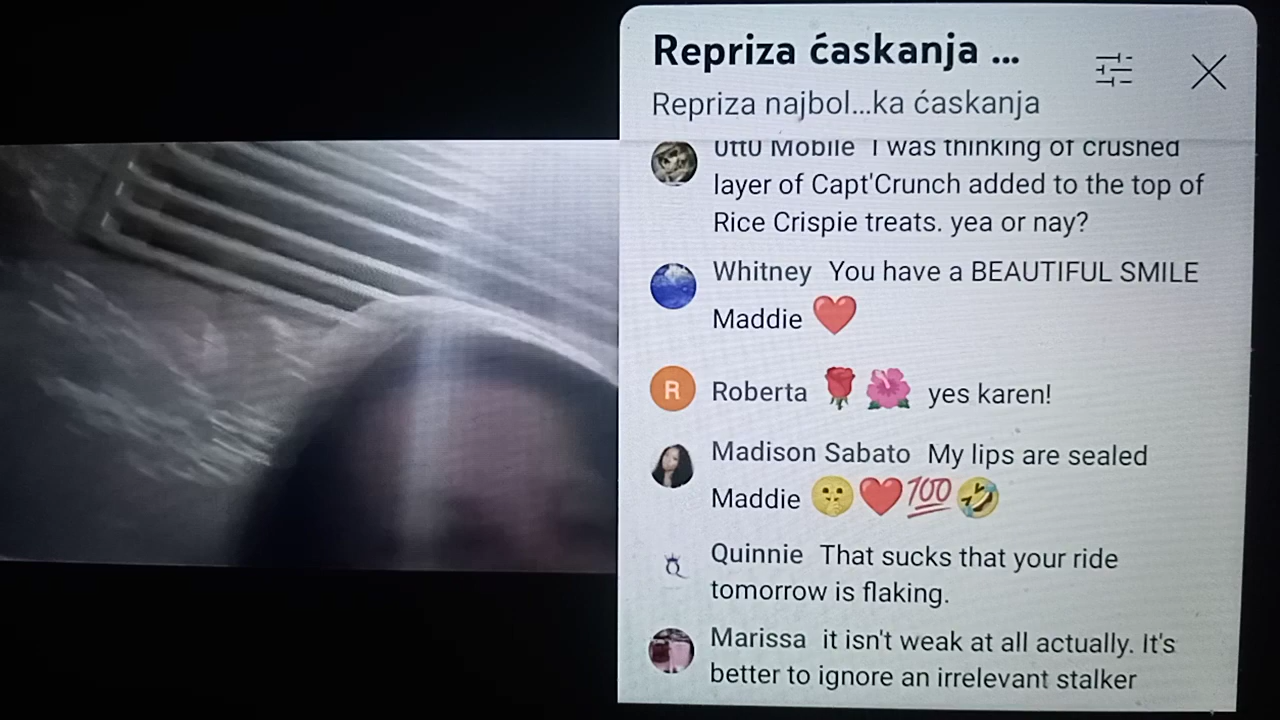 Repriza ćaskanja ...
Repriza najbol...ka ćaskanja
UttU Mobile I was thinking of crushed
layer of Capt'Crunch added to the top of
Rice Crispie treats. yea or nay?
Whitney You have a BEAUTIFUL SMILE
Maddie ❤️
R
Roberta 🌹🌺 yes karen!
Madison Sabato My lips are sealed
Maddie 🤫❤️💯🤣
Quinnie That sucks that your ride
tomorrow is flaking.
Marissa it isn't weak at all actually. It's
better to ignore an irrelevant stalker